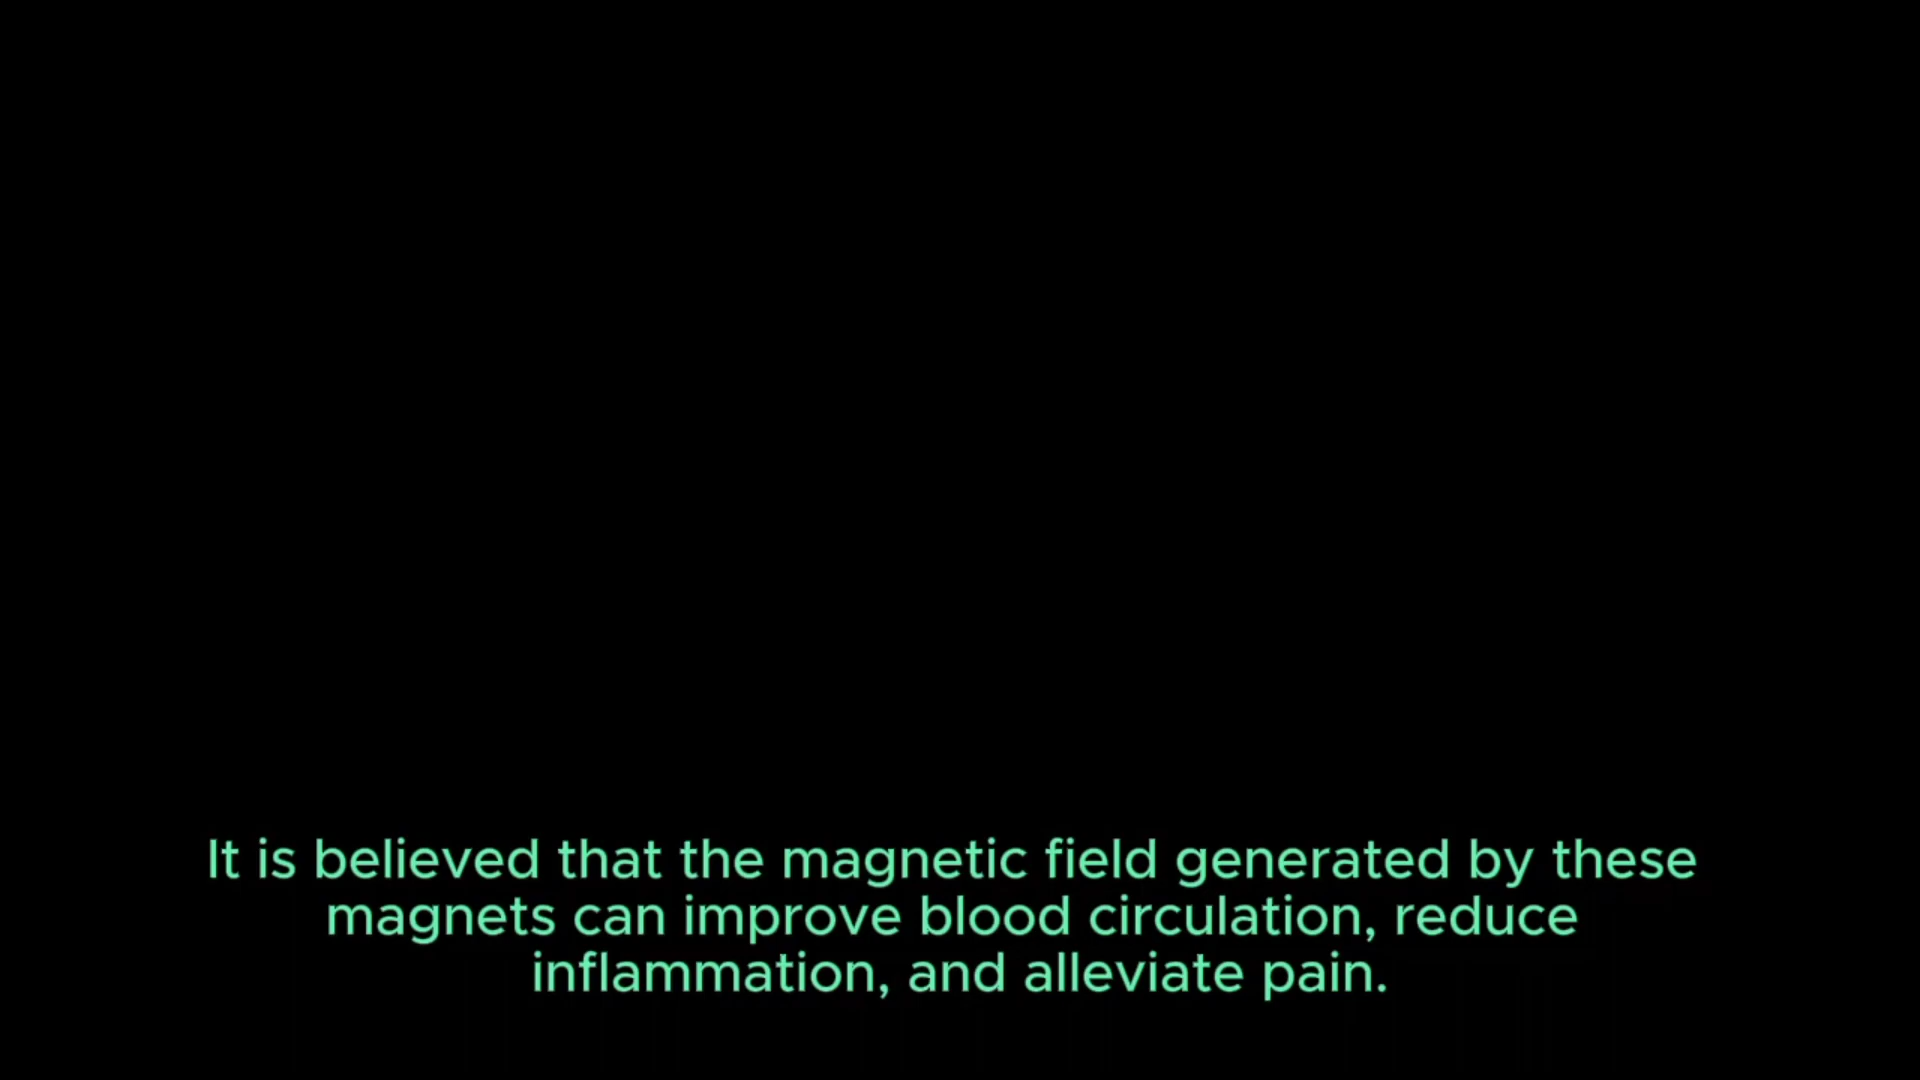 It is believed that the magnetic field generated by these
magnets can improve blood circulation, reduce
inflammation, and alleviate pain.